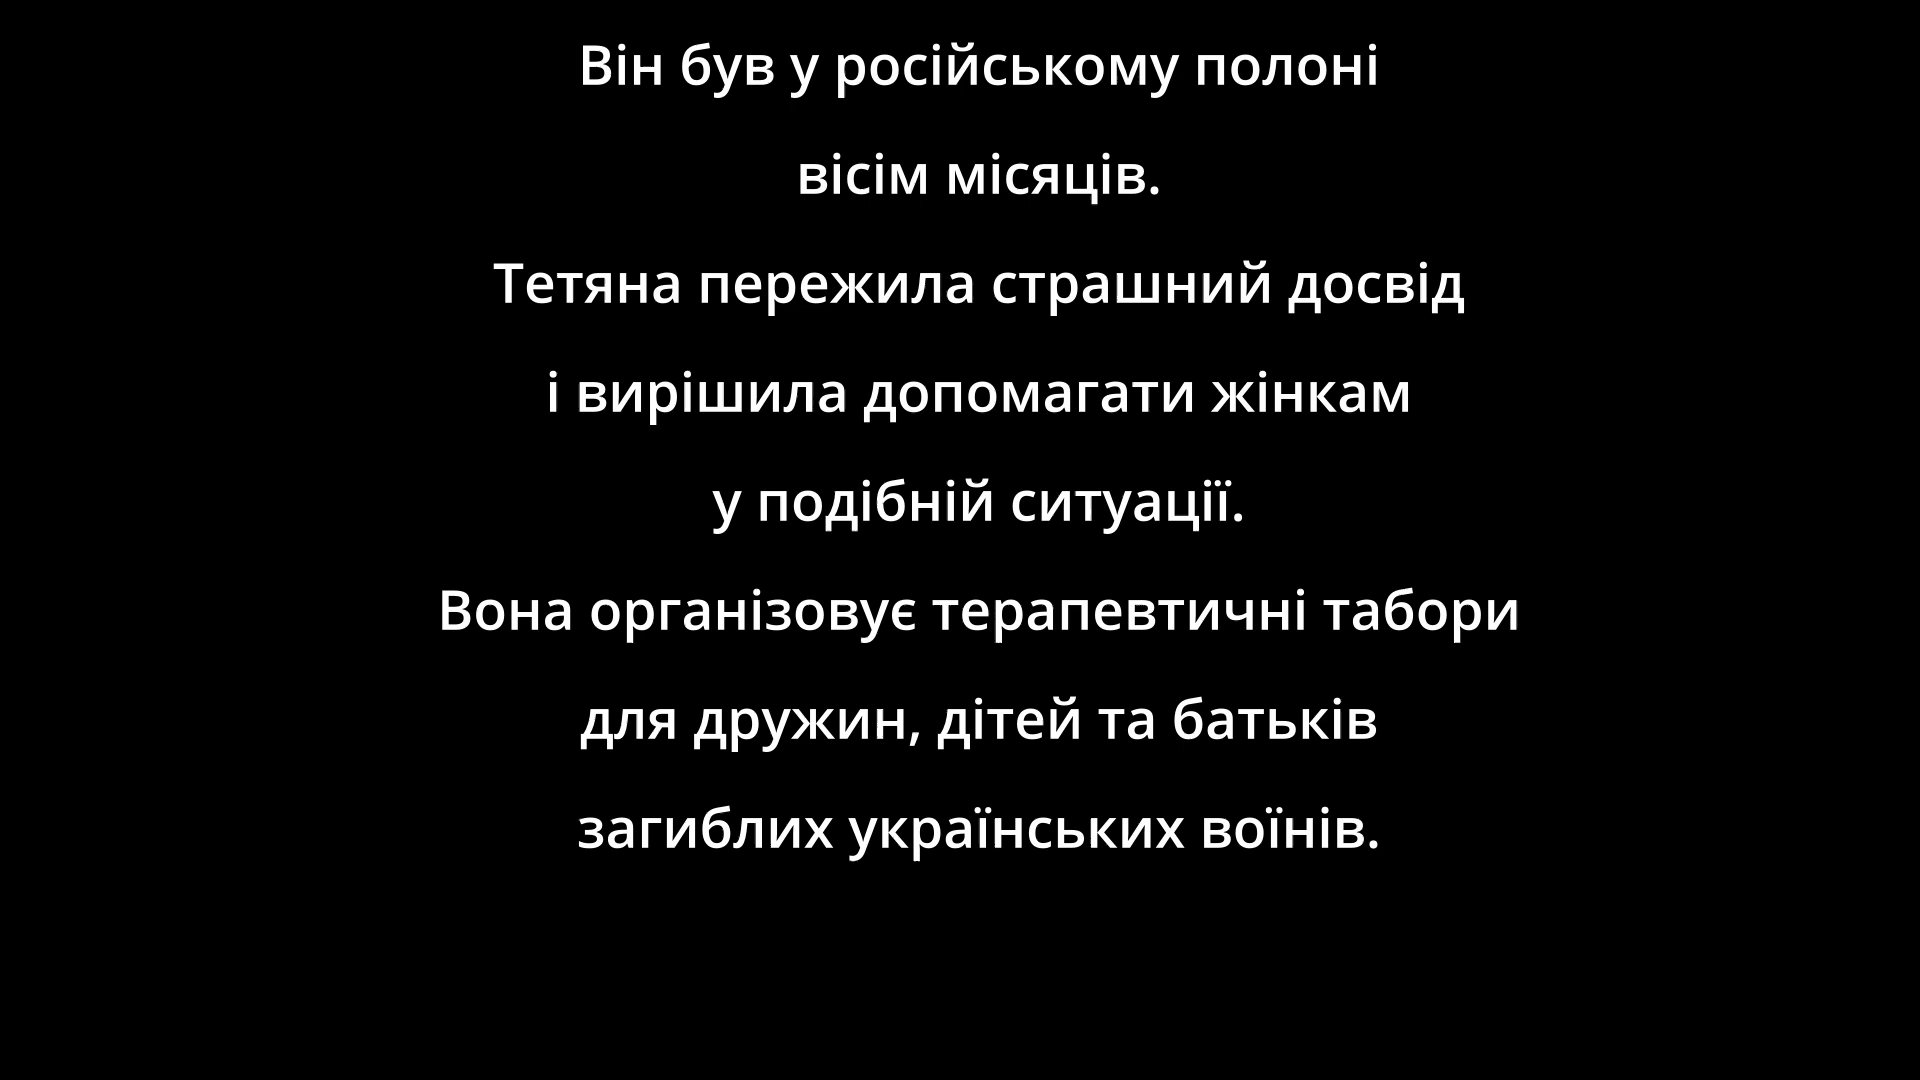 Він був у російському полоні
вісім місяців.
Тетяна пережила страшний досвід
і вирішила допомагати жінкам
у подібній ситуації.
Вона організовує терапевтичні табори
для дружин, дітей та батьків
загиблих українських воїнів.